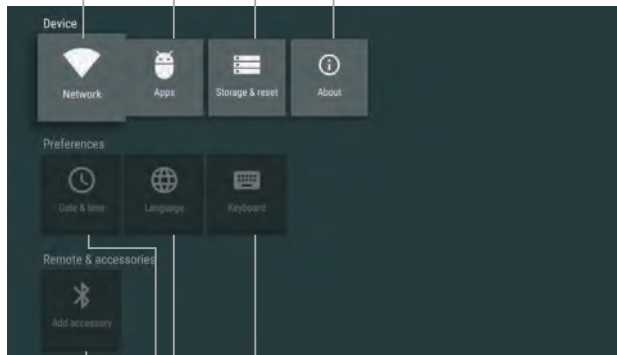 Device
Network Apps Storage & reset About
Preferences
Date & time Language Keyboard
Remote & accessories
Add accessory